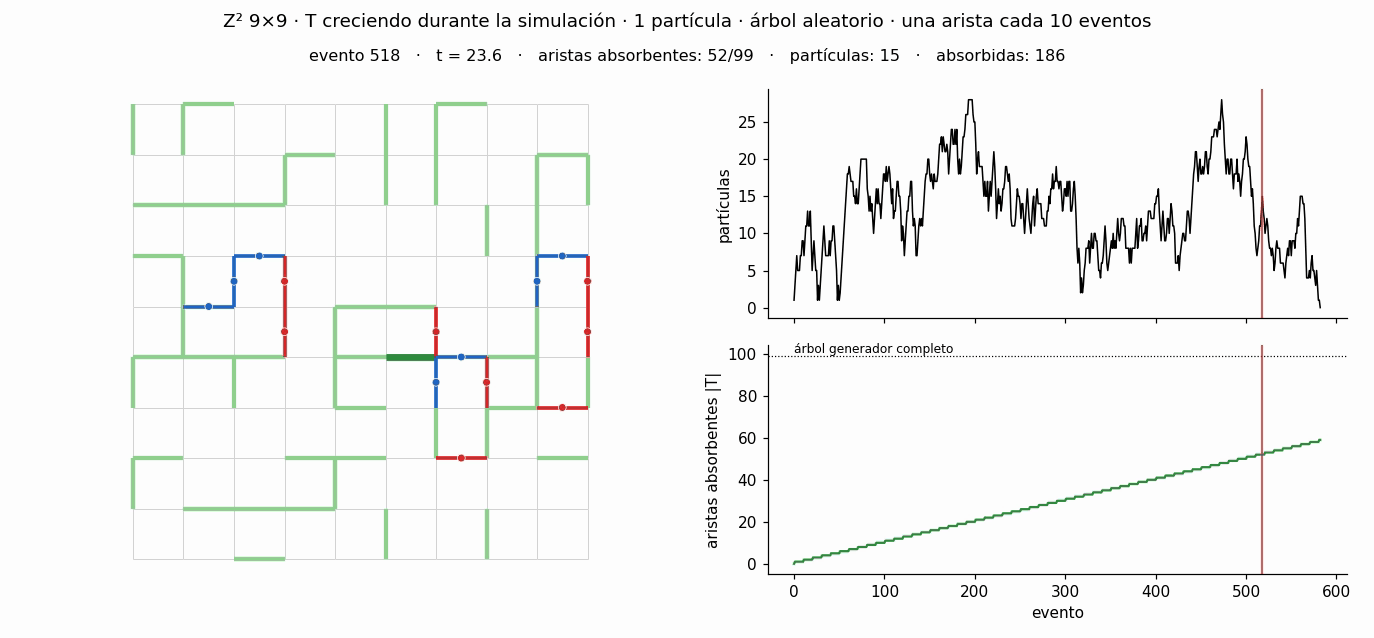 Z² 9×9 · T creciendo durante la simulación · 1 partícula · árbol aleatorio · una arista cada 10 eventos
evento 518 · t = 23.6 · aristas absorbentes: 52/99 · partículas: 15 · absorbidas: 186
partículas
25
20
15
10
5
0
árbol generador completo
aristas absorbentes |T|
100
80
60
40
20
0
0 100 200 300 400 500 600
evento